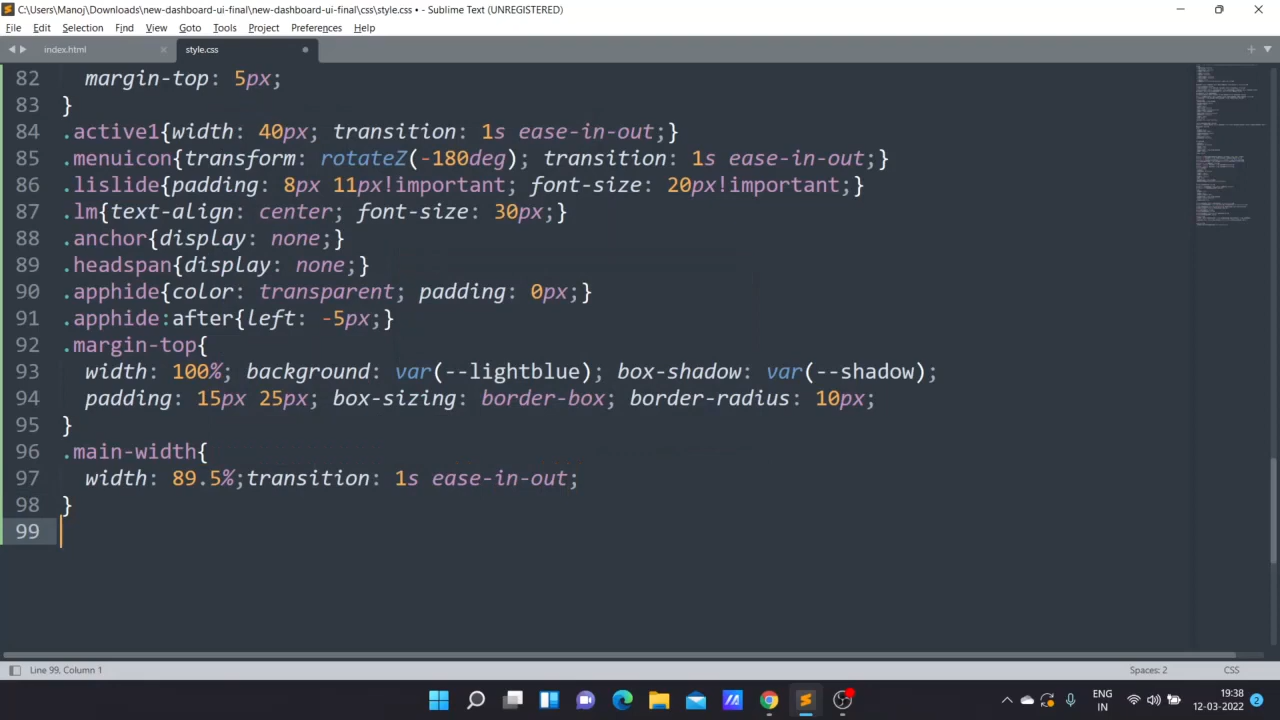 C:\Users\Manoj\Downloads\new-dashboard-ui-final\new-dashboard-ui-final\css\style.css • - Sublime Text (UNREGISTERED)
File Edit Selection Find View Goto Tools Project Preferences Help
index.html style.css
82 margin-top: 5px;
83 }
84 .active1{width: 40px; transition: 1s ease-in-out;}
85 .menuicon{transform: rotateZ(-180deg); transition: 1s ease-in-out;}
86 .lislide{padding: 8px 11px!important; font-size: 20px!important;}
87 .lm{text-align: center; font-size: 30px;}
88 .anchor{display: none;}
89 .headspan{display: none;}
90 .apphide{color: transparent; padding: 0px;}
91 .apphide:after{left: -5px;}
92 .margin-top{
93 width: 100%; background: var(--lightblue); box-shadow: var(--shadow);
94 padding: 15px 25px; box-sizing: border-box; border-radius: 10px;
95 }
96 .main-width{
97 width: 89.5%;transition: 1s ease-in-out;
98 }
99
Line 99, Column 1 Spaces: 2 CSS
ENG IN 19:38 12-03-2022 2